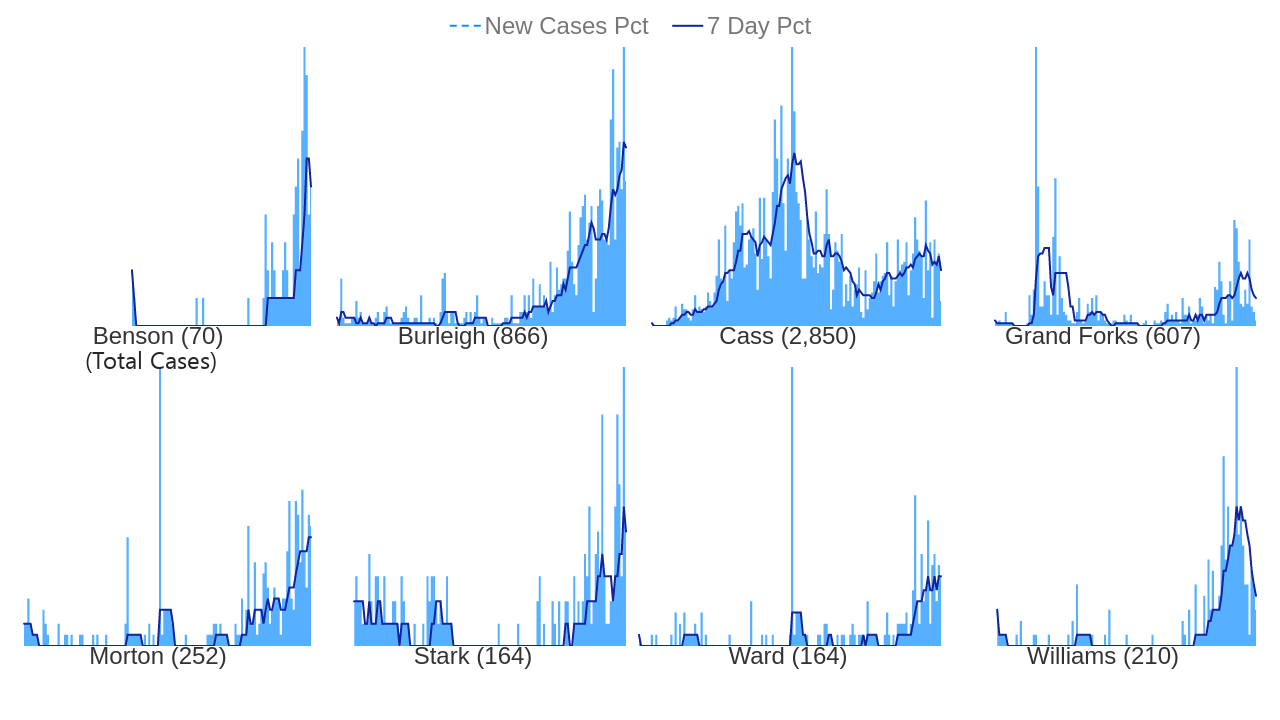 New Cases Pct 7 Day Pct
Benson (70)
(Total Cases)
Burleigh (866)
Cass (2,850)
Grand Forks (607)
Morton (252)
Stark (164)
Ward (164)
Williams (210)